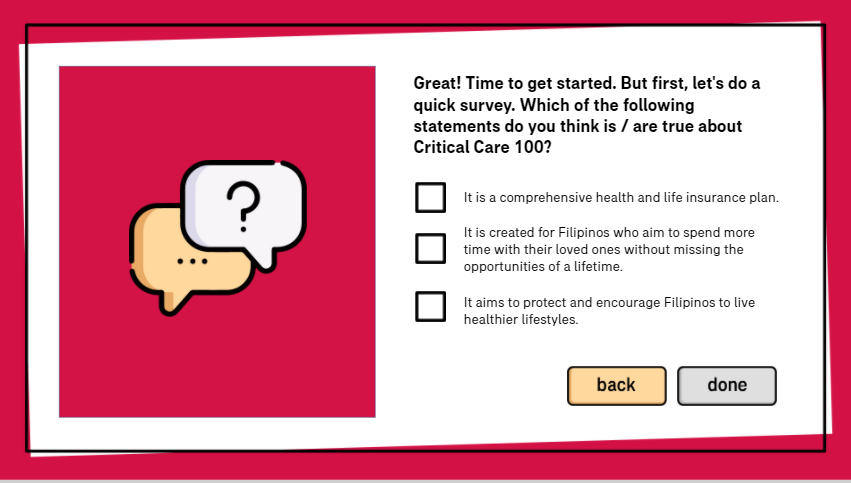 Great! Time to get started. But first, let's do a
quick survey. Which of the following
statements do you think is / are true about
Critical Care 100?
It is a comprehensive health and life insurance plan.
It is created for Filipinos who aim to spend more
time with their loved ones without missing the
opportunities of a lifetime.
It aims to protect and encourage Filipinos to live
healthier lifestyles.
back
done